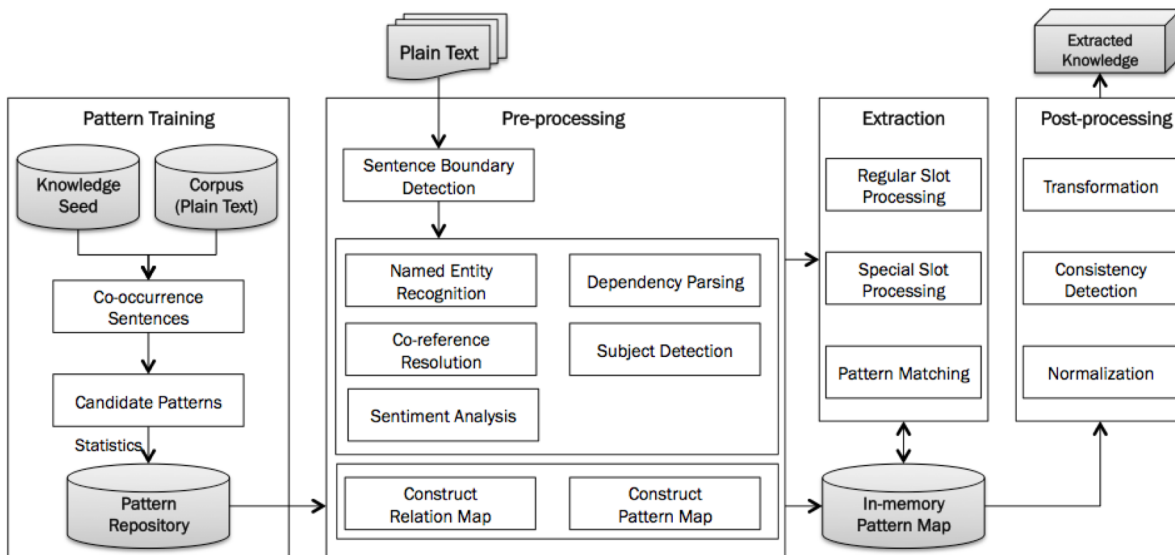 Plain Text
Extracted
Knowledge
Pattern Training
Knowledge
Seed
Corpus
(Plain Text)
Co-occurrence
Sentences
Candidate Patterns
Statistics
Pattern
Repository
Pre-processing
Sentence Boundary
Detection
Named Entity
Recognition
Dependency Parsing
Co-reference
Resolution
Subject Detection
Sentiment Analysis
Construct
Relation Map
Construct
Pattern Map
Extraction
Regular Slot
Processing
Special Slot
Processing
Pattern Matching
In-memory
Pattern Map
Post-processing
Transformation
Consistency
Detection
Normalization